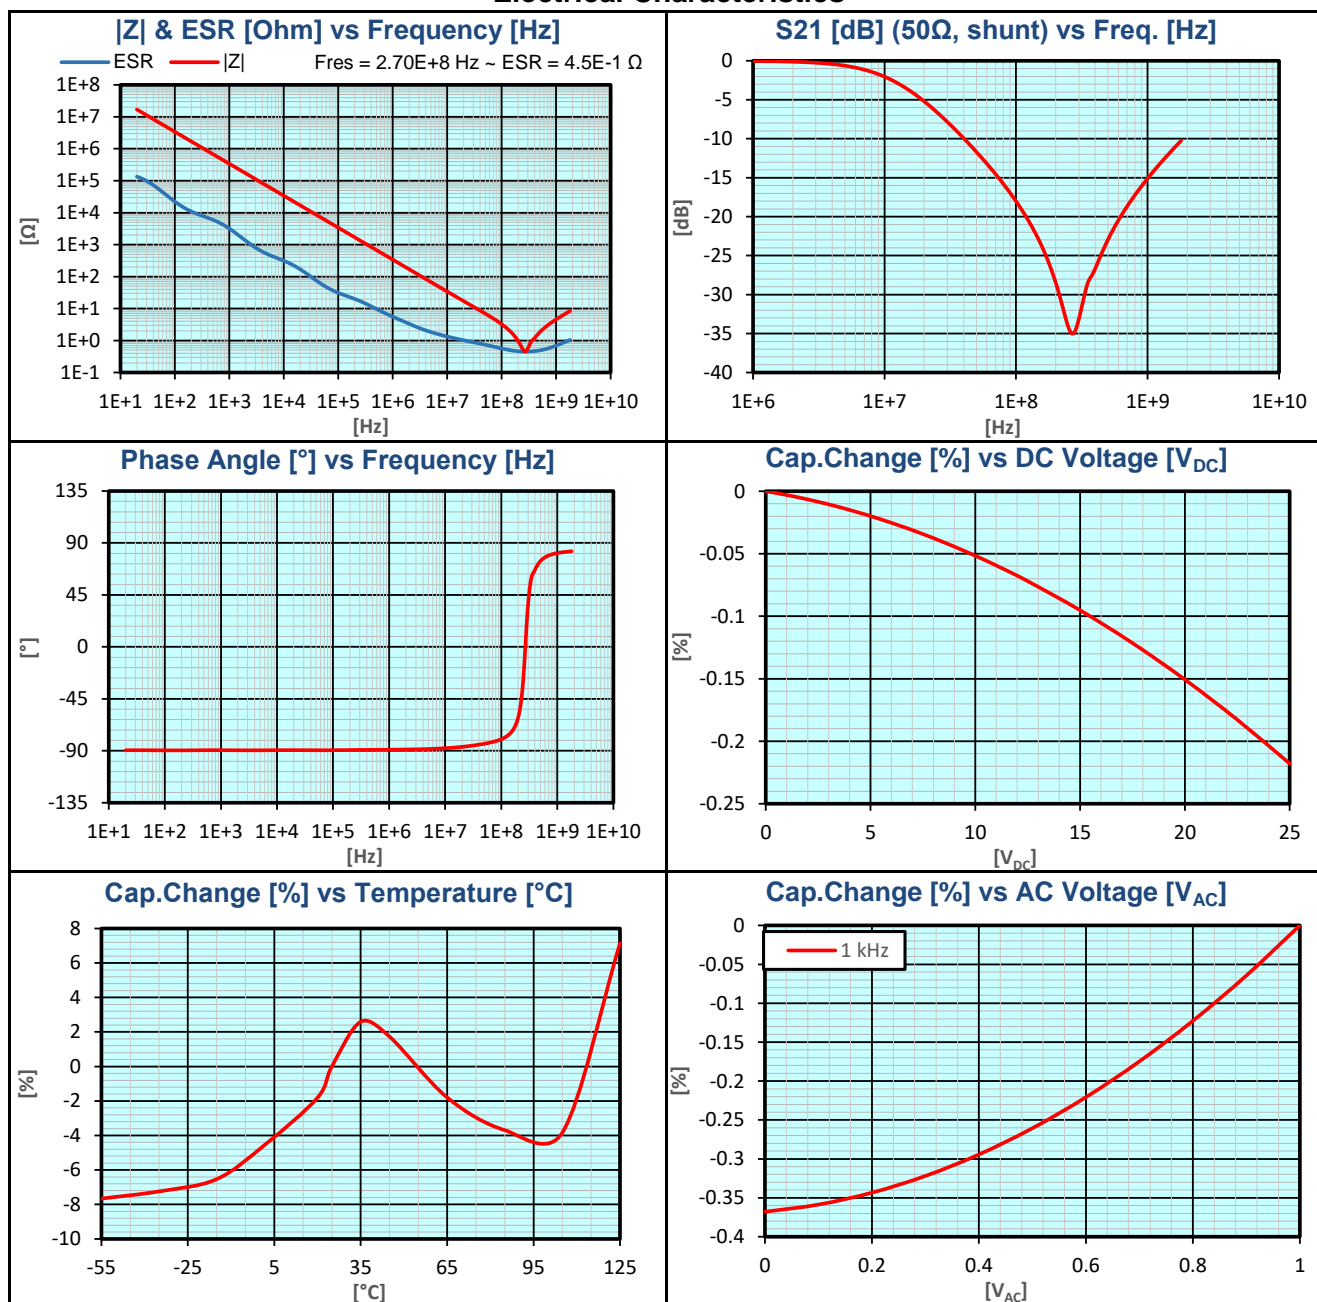 |Z| & ESR [Ohm] vs Frequency [Hz]
ESR |Z| Fres = 2.70E+8 Hz ~ ESR = 4.5E-1 Ω
1E+8
1E+7
1E+6
1E+5
1E+4
1E+3
1E+2
1E+1
1E+0
1E-1
[Ω]
1E+1 1E+2 1E+3 1E+4 1E+5 1E+6 1E+7 1E+8 1E+9 1E+10
[Hz]
S21 [dB] (50Ω, shunt) vs Freq. [Hz]
0
-5
-10
-15
-20
-25
-30
-35
-40
[dB]
1E+6 1E+7 1E+8 1E+9 1E+10
[Hz]
Phase Angle [°] vs Frequency [Hz]
135
90
45
0
-45
-90
-135
[°]
1E+1 1E+2 1E+3 1E+4 1E+5 1E+6 1E+7 1E+8 1E+9 1E+10
[Hz]
Cap.Change [%] vs DC Voltage [VDC]
0
-0.05
-0.1
-0.15
-0.2
-0.25
[%]
0 5 10 15 20 25
[VDC]
Cap.Change [%] vs Temperature [°C]
8
6
4
2
0
-2
-4
-6
-8
-10
[%]
-55 -25 5 35 65 95 125
[°C]
Cap.Change [%] vs AC Voltage [VAC]
1 kHz
0
-0.05
-0.1
-0.15
-0.2
-0.25
-0.3
-0.35
-0.4
[%]
0 0.2 0.4 0.6 0.8 1
[VAC]